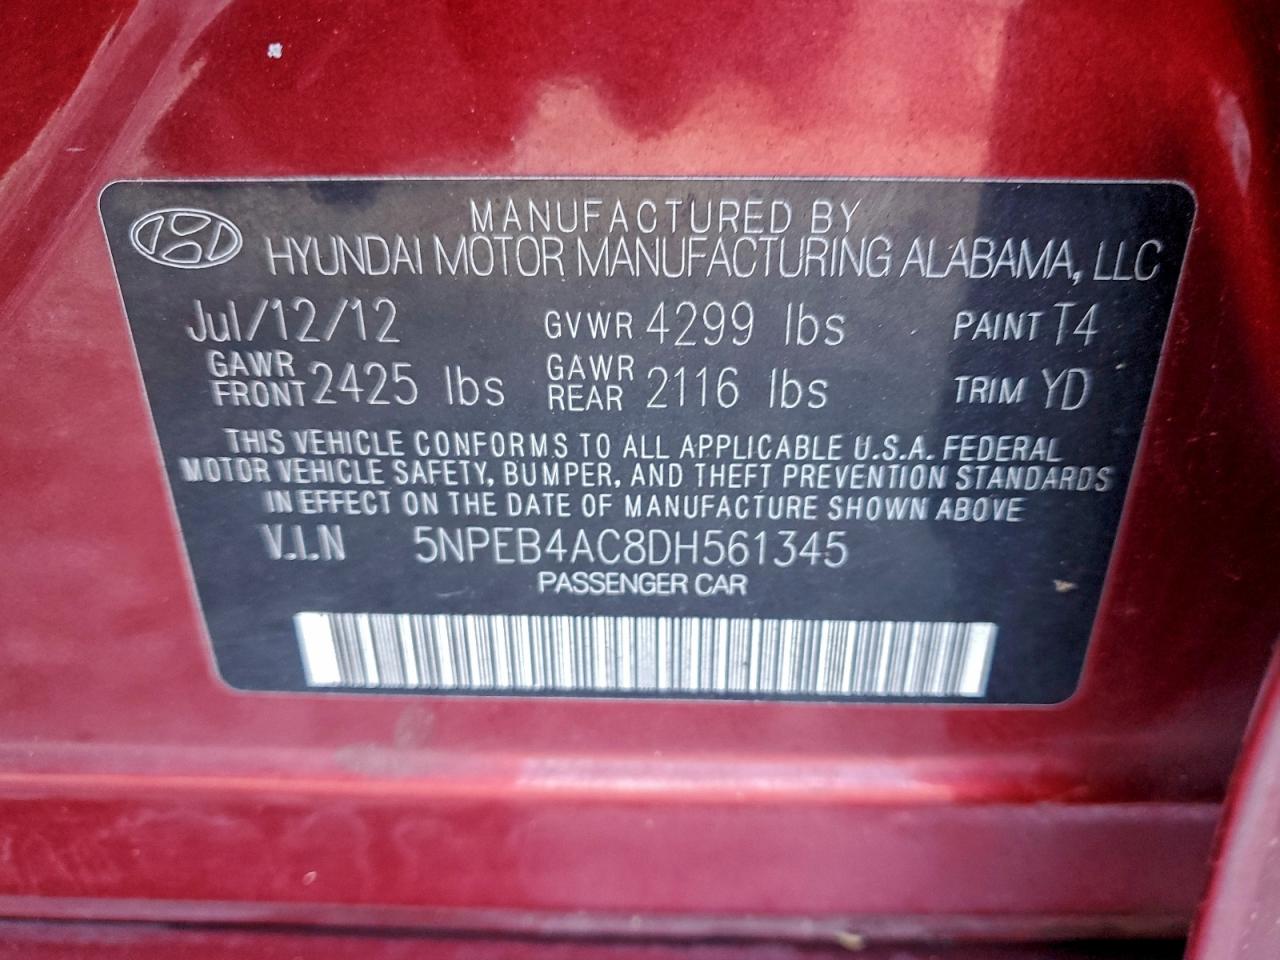 MANUFACTURED BY
HYUNDAI MOTOR MANUFACTURING ALABAMA, LLC
Jul/12/12 GVWR 4299 lbs PAINT T4
GAWR FRONT 2425 lbs GAWR REAR 2116 lbs TRIM YD
THIS VEHICLE CONFORMS TO ALL APPLICABLE U.S.A. FEDERAL
MOTOR VEHICLE SAFETY, BUMPER, AND THEFT PREVENTION STANDARDS
IN EFFECT ON THE DATE OF MANUFACTURE SHOWN ABOVE
V.I.N 5NPEB4AC8DH561345
PASSENGER CAR